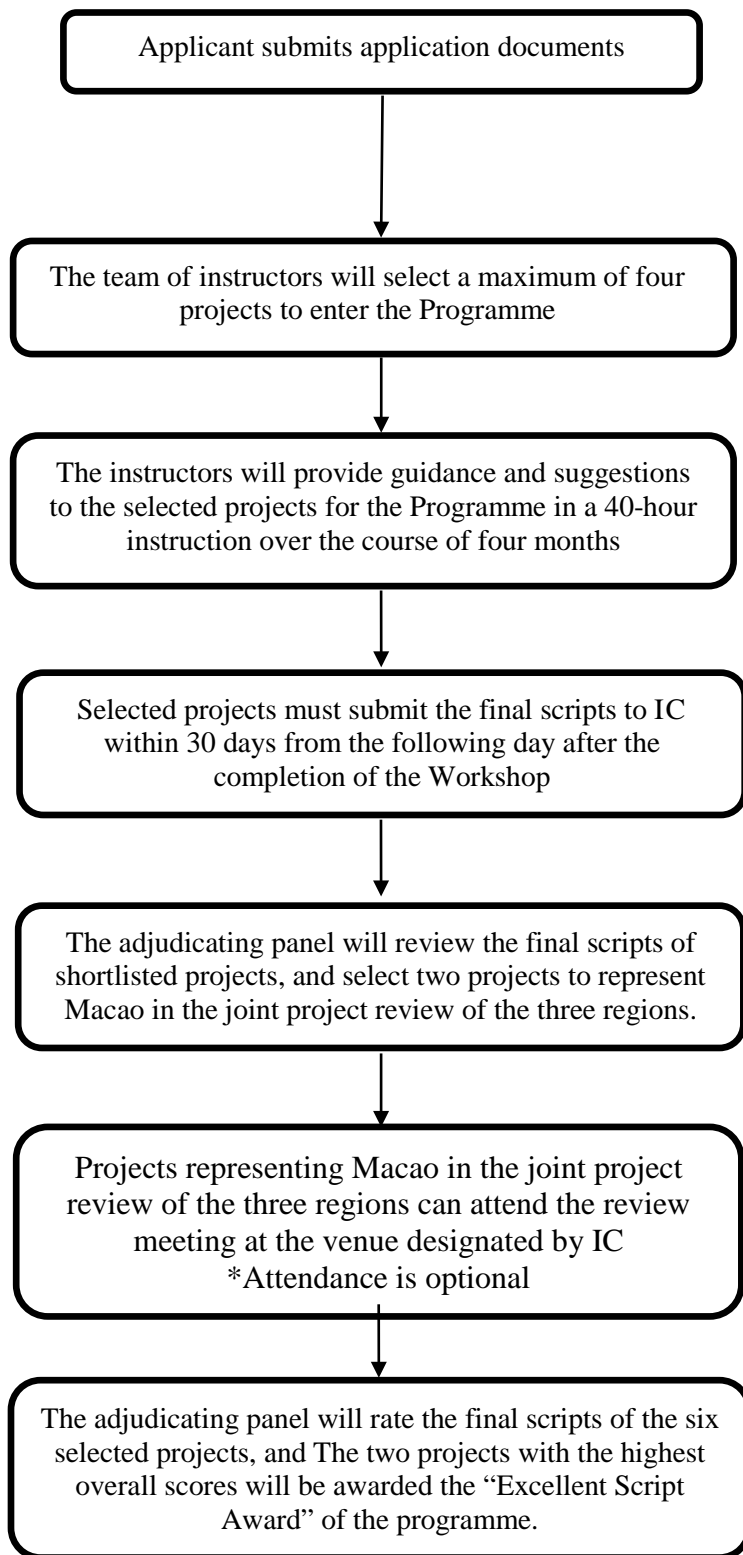 Applicant submits application documents
The team of instructors will select a maximum of four
projects to enter the Programme
The instructors will provide guidance and suggestions
to the selected projects for the Programme in a 40-hour
instruction over the course of four months
Selected projects must submit the final scripts to IC
within 30 days from the following day after the
completion of the Workshop
The adjudicating panel will review the final scripts of
shortlisted projects, and select two projects to represent
Macao in the joint project review of the three regions.
Projects representing Macao in the joint project
review of the three regions can attend the review
meeting at the venue designated by IC
*Attendance is optional
The adjudicating panel will rate the final scripts of the six
selected projects, and The two projects with the highest
overall scores will be awarded the “Excellent Script
Award” of the programme.